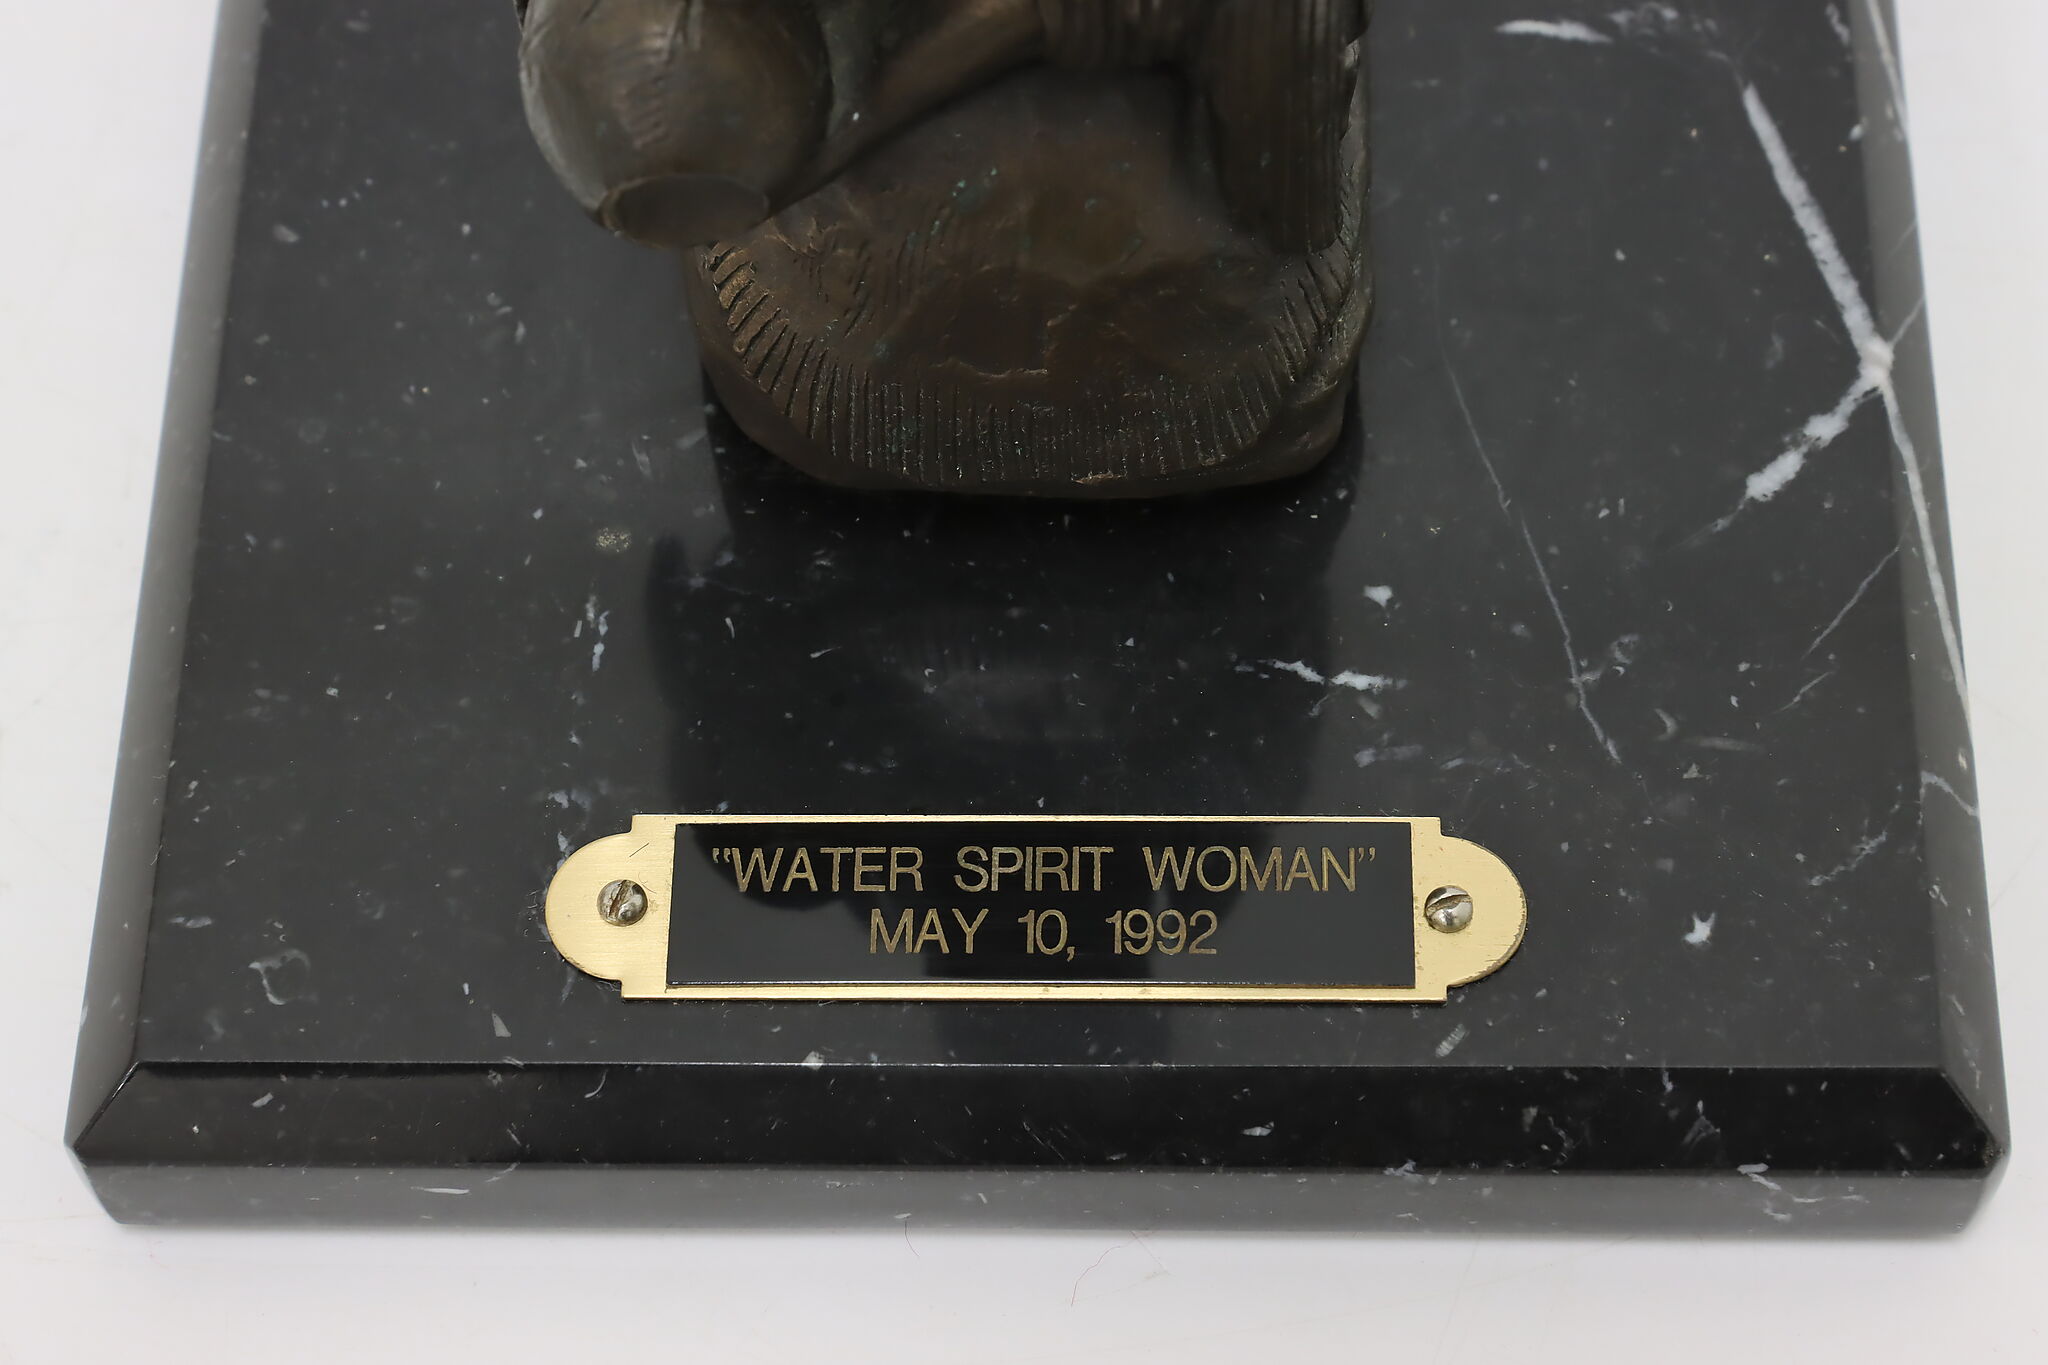 "WATER SPIRIT WOMAN"
MAY 10, 1992